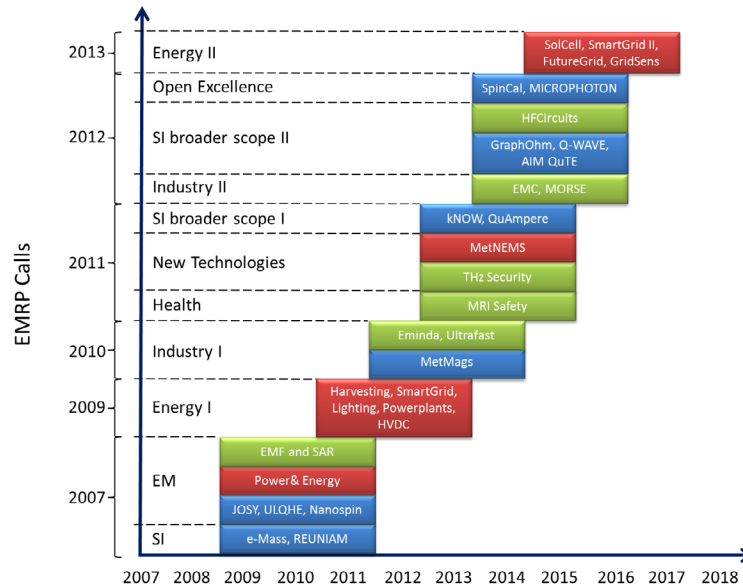 2013
Energy II
SolCell, SmartGrid II,
FutureGrid, GridSens
Open Excellence
SpinCal, MICROPHOTON
2012
SI broader scope II
HFCircuits
GraphOhm, Q-WAVE,
AIM QuTE
Industry II
EMC, MORSE
SI broader scope I
kNOW, QuAmpere
2011
New Technologies
MetNEMS
THz Security
Health
MRI Safety
EMRP Calls
2010
Industry I
Eminda, Ultrafast
MetMags
2009
Energy I
Harvesting, SmartGrid,
Lighting, Powerplants,
HVDC
2007
EM
EMF and SAR
Power& Energy
JOSY, ULQHE, Nanospin
SI
e-Mass, REUNIAM
2007 2008 2009 2010 2011 2012 2013 2014 2015 2016 2017 2018